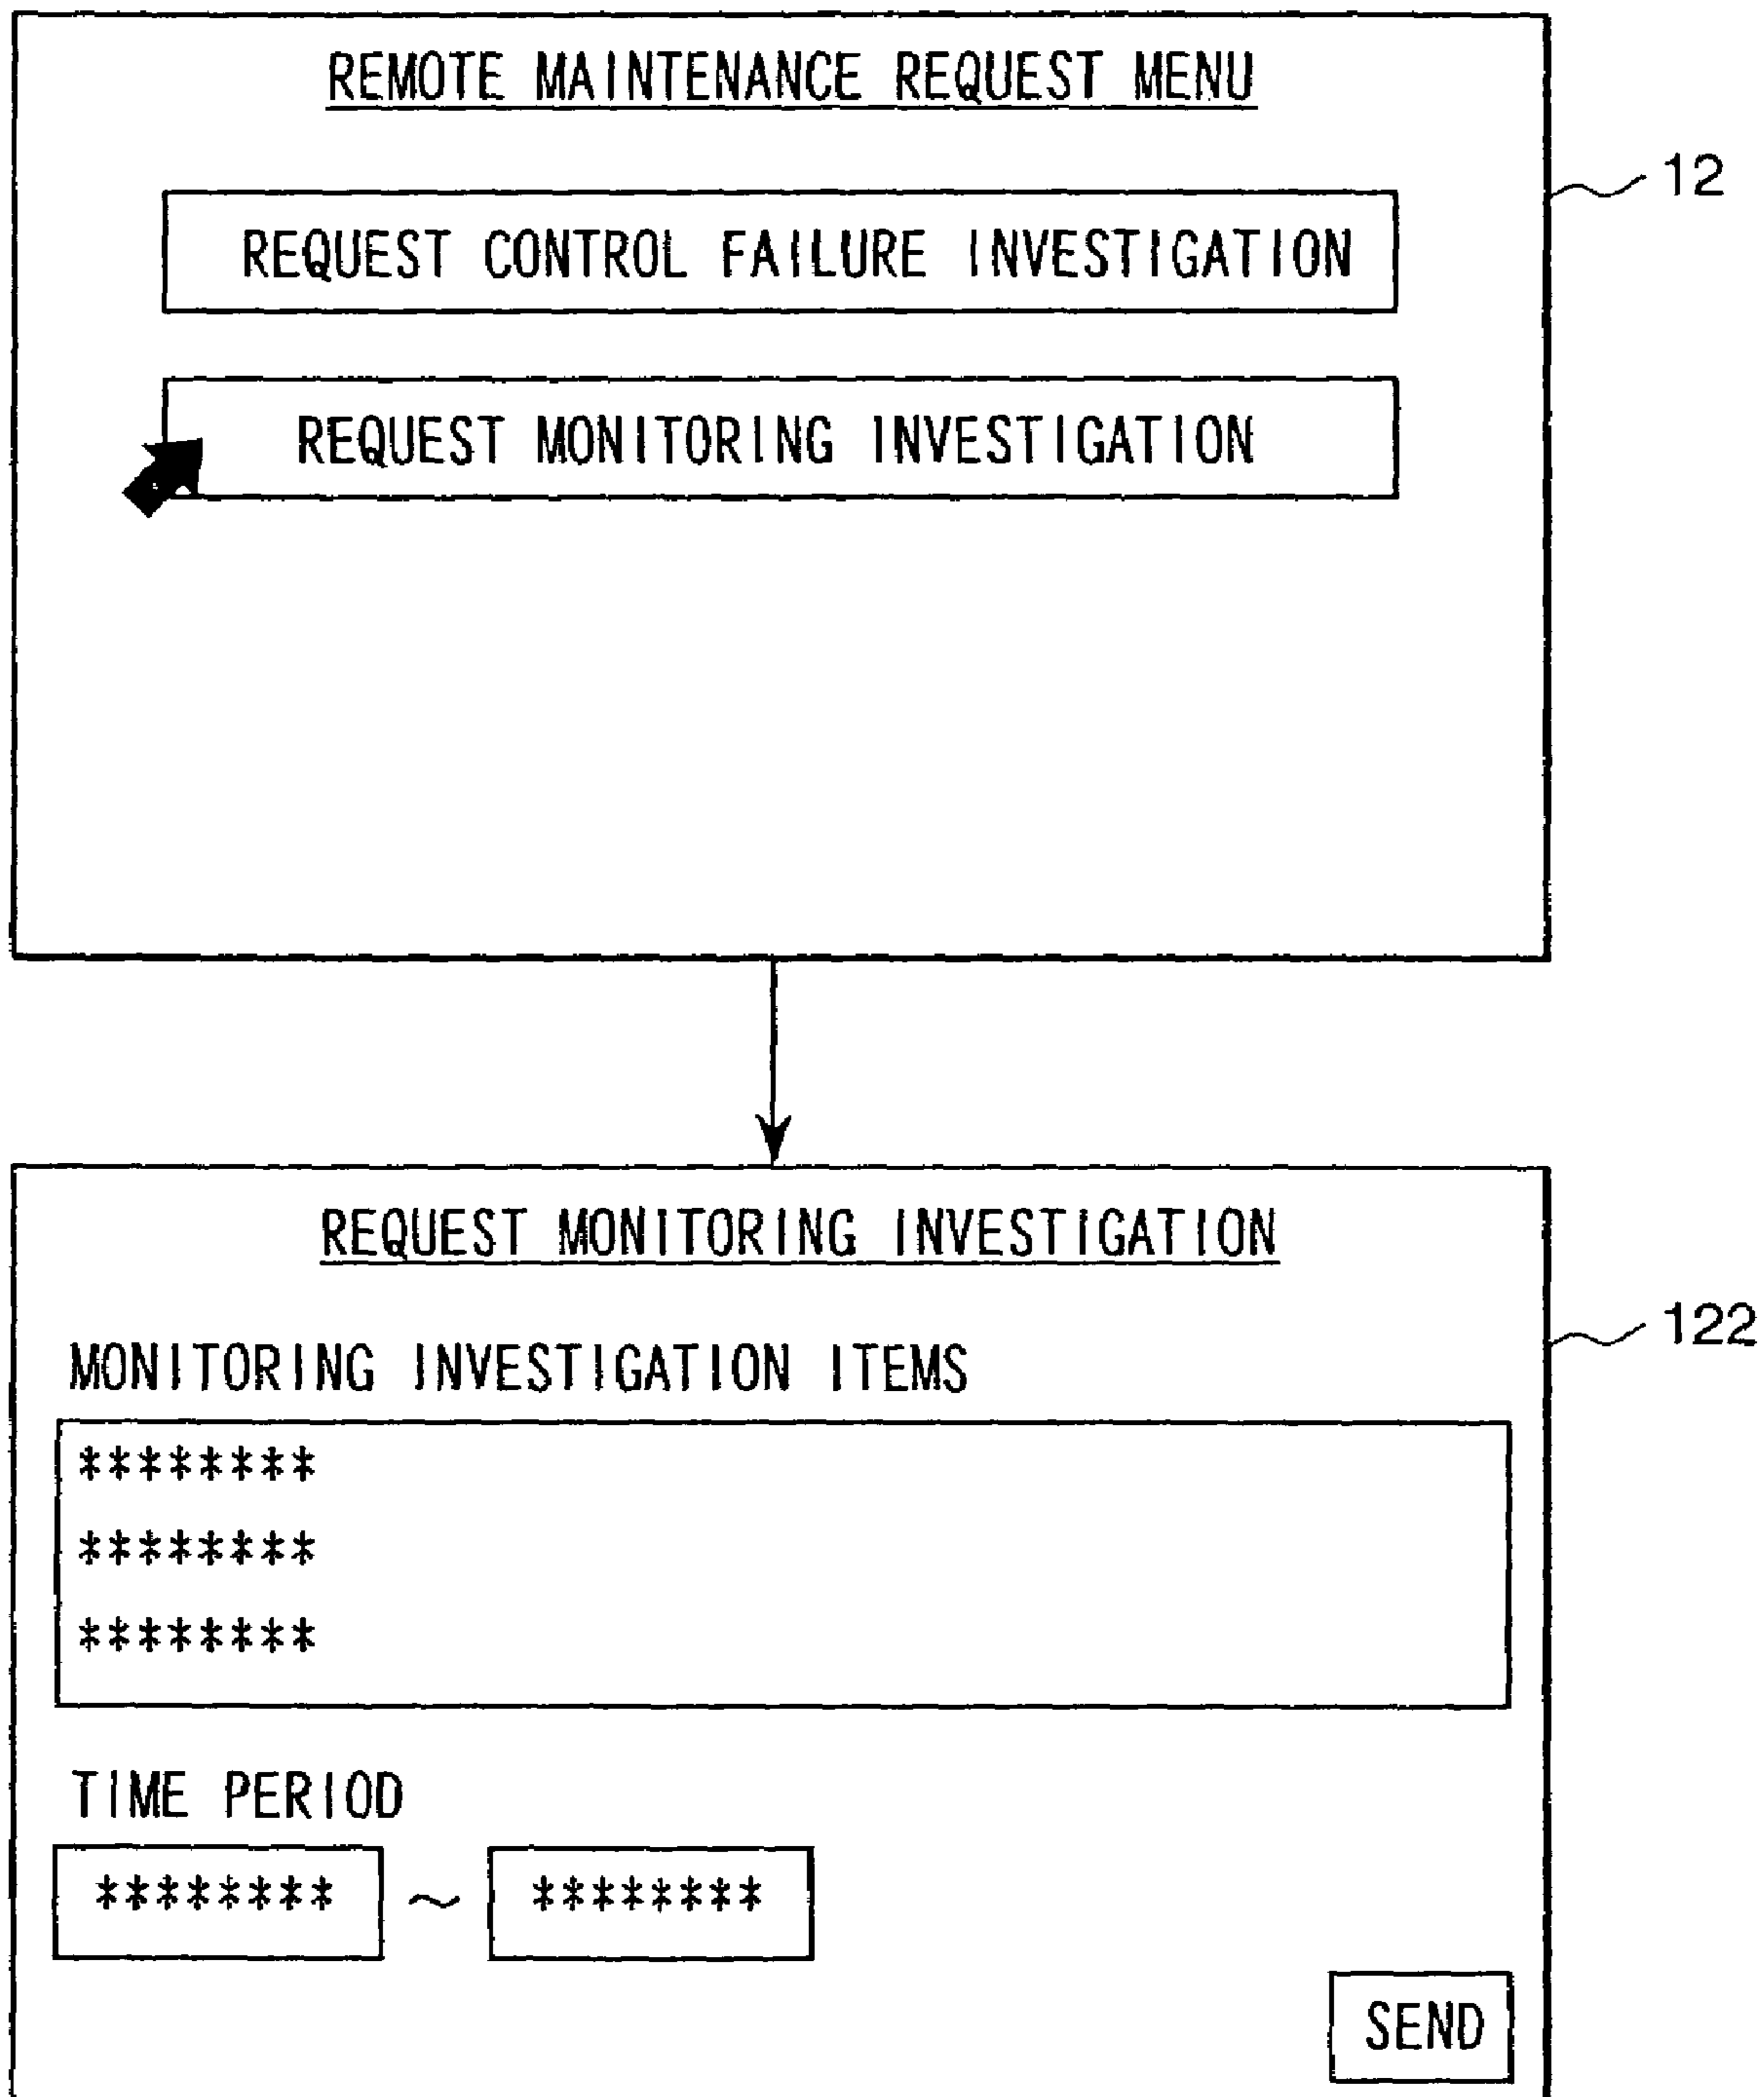 REMOTE MAINTENANCE REQUEST MENU
12
REQUEST CONTROL FAILURE INVESTIGATION
REQUEST MONITORING INVESTIGATION
REQUEST MONITORING INVESTIGATION
122
MONITORING INVESTIGATION ITEMS
********
********
********
TIME PERIOD
******** ~ ********
SEND